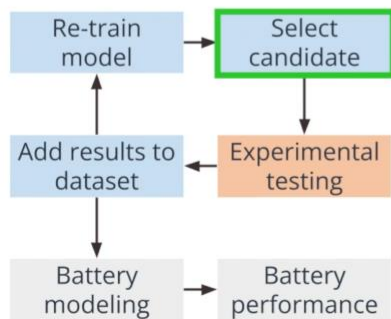 Re-train
model
Select
candidate
Add results to
dataset
Experimental
testing
Battery
modeling
Battery
performance